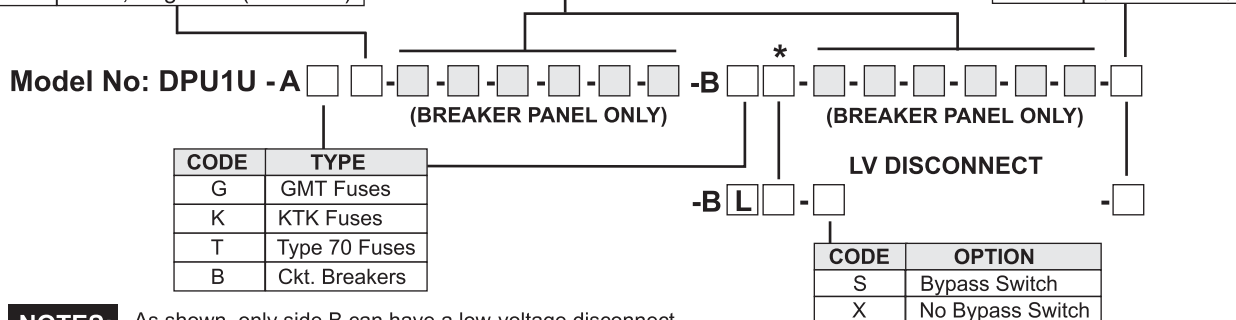 *
Model No: DPU1U -A - - - - - - -B - - - - - - -
(BREAKER PANEL ONLY) (BREAKER PANEL ONLY)
CODE TYPE
G GMT Fuses
K KTK Fuses
T Type 70 Fuses
B Ckt. Breakers
LV DISCONNECT
-B L - -
CODE OPTION
S Bypass Switch
X No Bypass Switch
NOTES: As shown, only side B can have a low-voltage disconnect